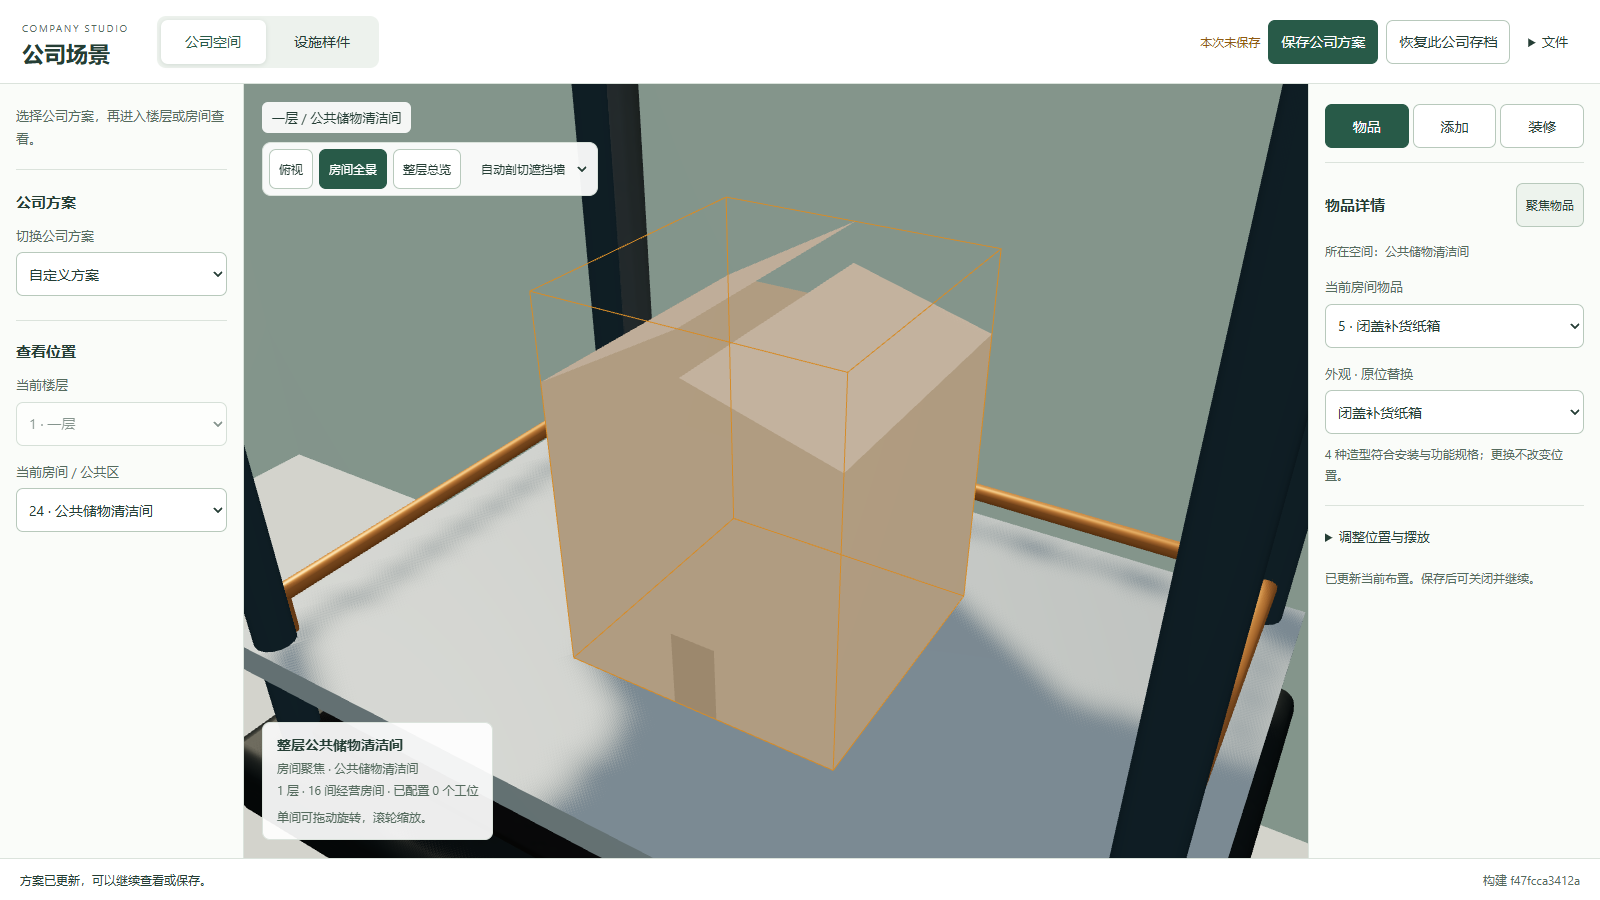 COMPANY STUDIO
公司场景
公司空间
设施样件
本次未保存
保存公司方案
恢复此公司存档
文件
选择公司方案，再进入楼层或房间查
看。
公司方案
切换公司方案
自定义方案
查看位置
当前楼层
1 · 一层
当前房间 / 公共区
24 · 公共储物清洁间
一层 / 公共储物清洁间
俯视
房间全景
整层总览
自动剖切遮挡墙
整层公共储物清洁间
房间聚焦 · 公共储物清洁间
1 层 · 16 间经营房间 · 已配置 0 个工位
单间可拖动旋转，滚轮缩放。
物品
添加
装修
物品详情
聚焦物品
所在空间：公共储物清洁间
当前房间物品
5 · 闭盖补货纸箱
外观 · 原位替换
闭盖补货纸箱
4 种造型符合安装与功能规格；更换不改变位
置。
调整位置与摆放
已更新当前布置。保存后可关闭并继续。
方案已更新，可以继续查看或保存。
构建 f47fcca3412a